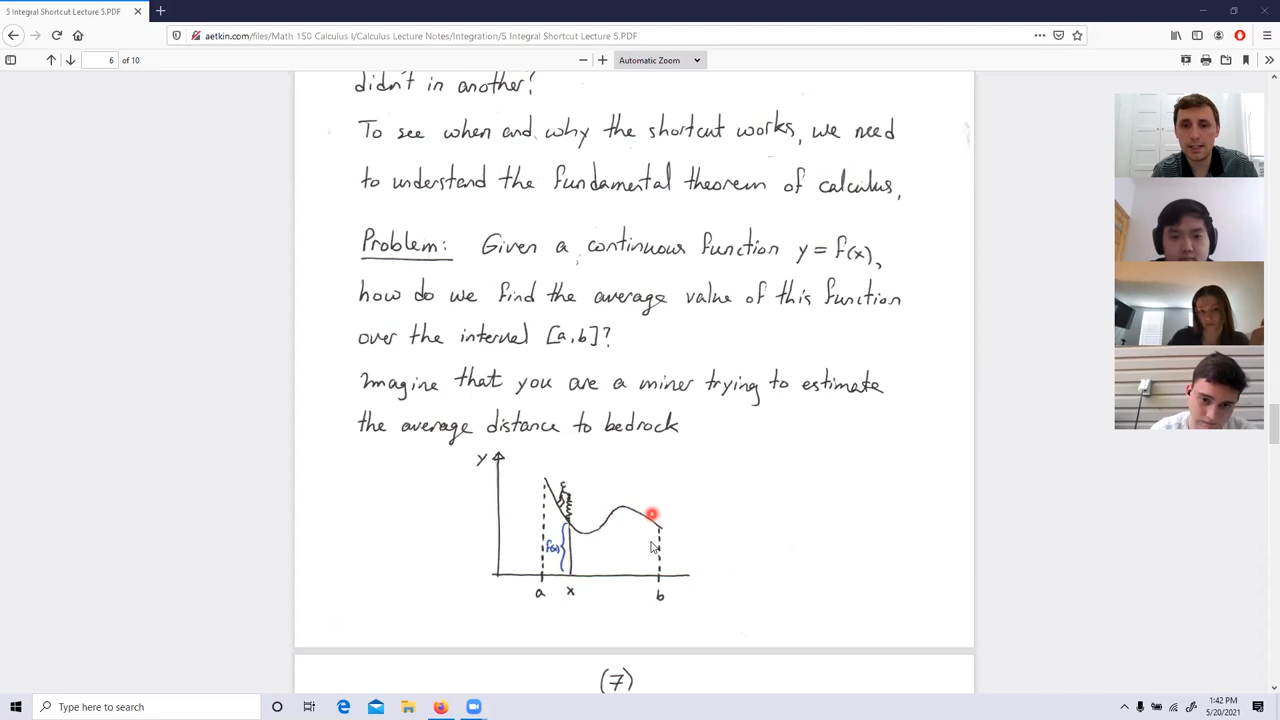 5 Integral Shortcut Lecture 5.PDF
aetkin.com/files/Math 150 Calculus I/Calculus Lecture Notes/Integration/5 Integral Shortcut Lecture 5.PDF
6 of 10
Automatic Zoom
didn't in another?
To see when and why the shortcut works, we need
to understand the fundamental theorem of calculus.
Problem: Given a continuous function y = f(x),
how do we find the average value of this function
over the interval [a,b]?
Imagine that you are a miner trying to estimate
the average distance to bedrock
y
f(x)
a x b
(7)
Type here to search
1:42 PM
5/20/2021